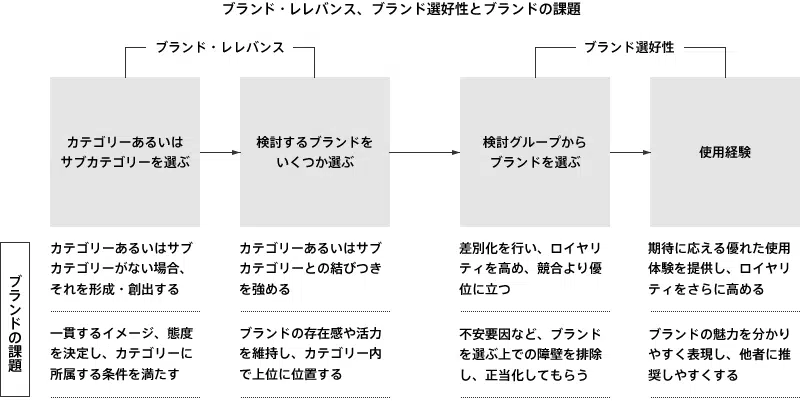 ブランド・レレバンス、ブランド選好性とブランドの課題
ブランド・レレバンス
ブランド選好性
カテゴリーあるいは
サブカテゴリーを選ぶ
検討するブランドを
いくつか選ぶ
検討グループから
ブランドを選ぶ
使用経験
ブランドの課題
カテゴリーあるいはサブ
カテゴリーがない場合、
それを形成・創出する
カテゴリーあるいはサブ
カテゴリーとの結びつき
を強める
差別化を行い、ロイヤリ
ティを高め、競合より優
位に立つ
期待に応える優れた使用
体験を提供し、ロイヤリ
ティをさらに高める
一貫するイメージ、態度
を決定し、カテゴリーに
所属する条件を満たす
ブランドの存在感や活力
を維持し、カテゴリー内
で上位に位置する
不安要因など、ブランド
を選ぶ上での障壁を排除
し、正当化してもらう
ブランドの魅力を分かり
やすく表現し、他者に推
奨しやすくする